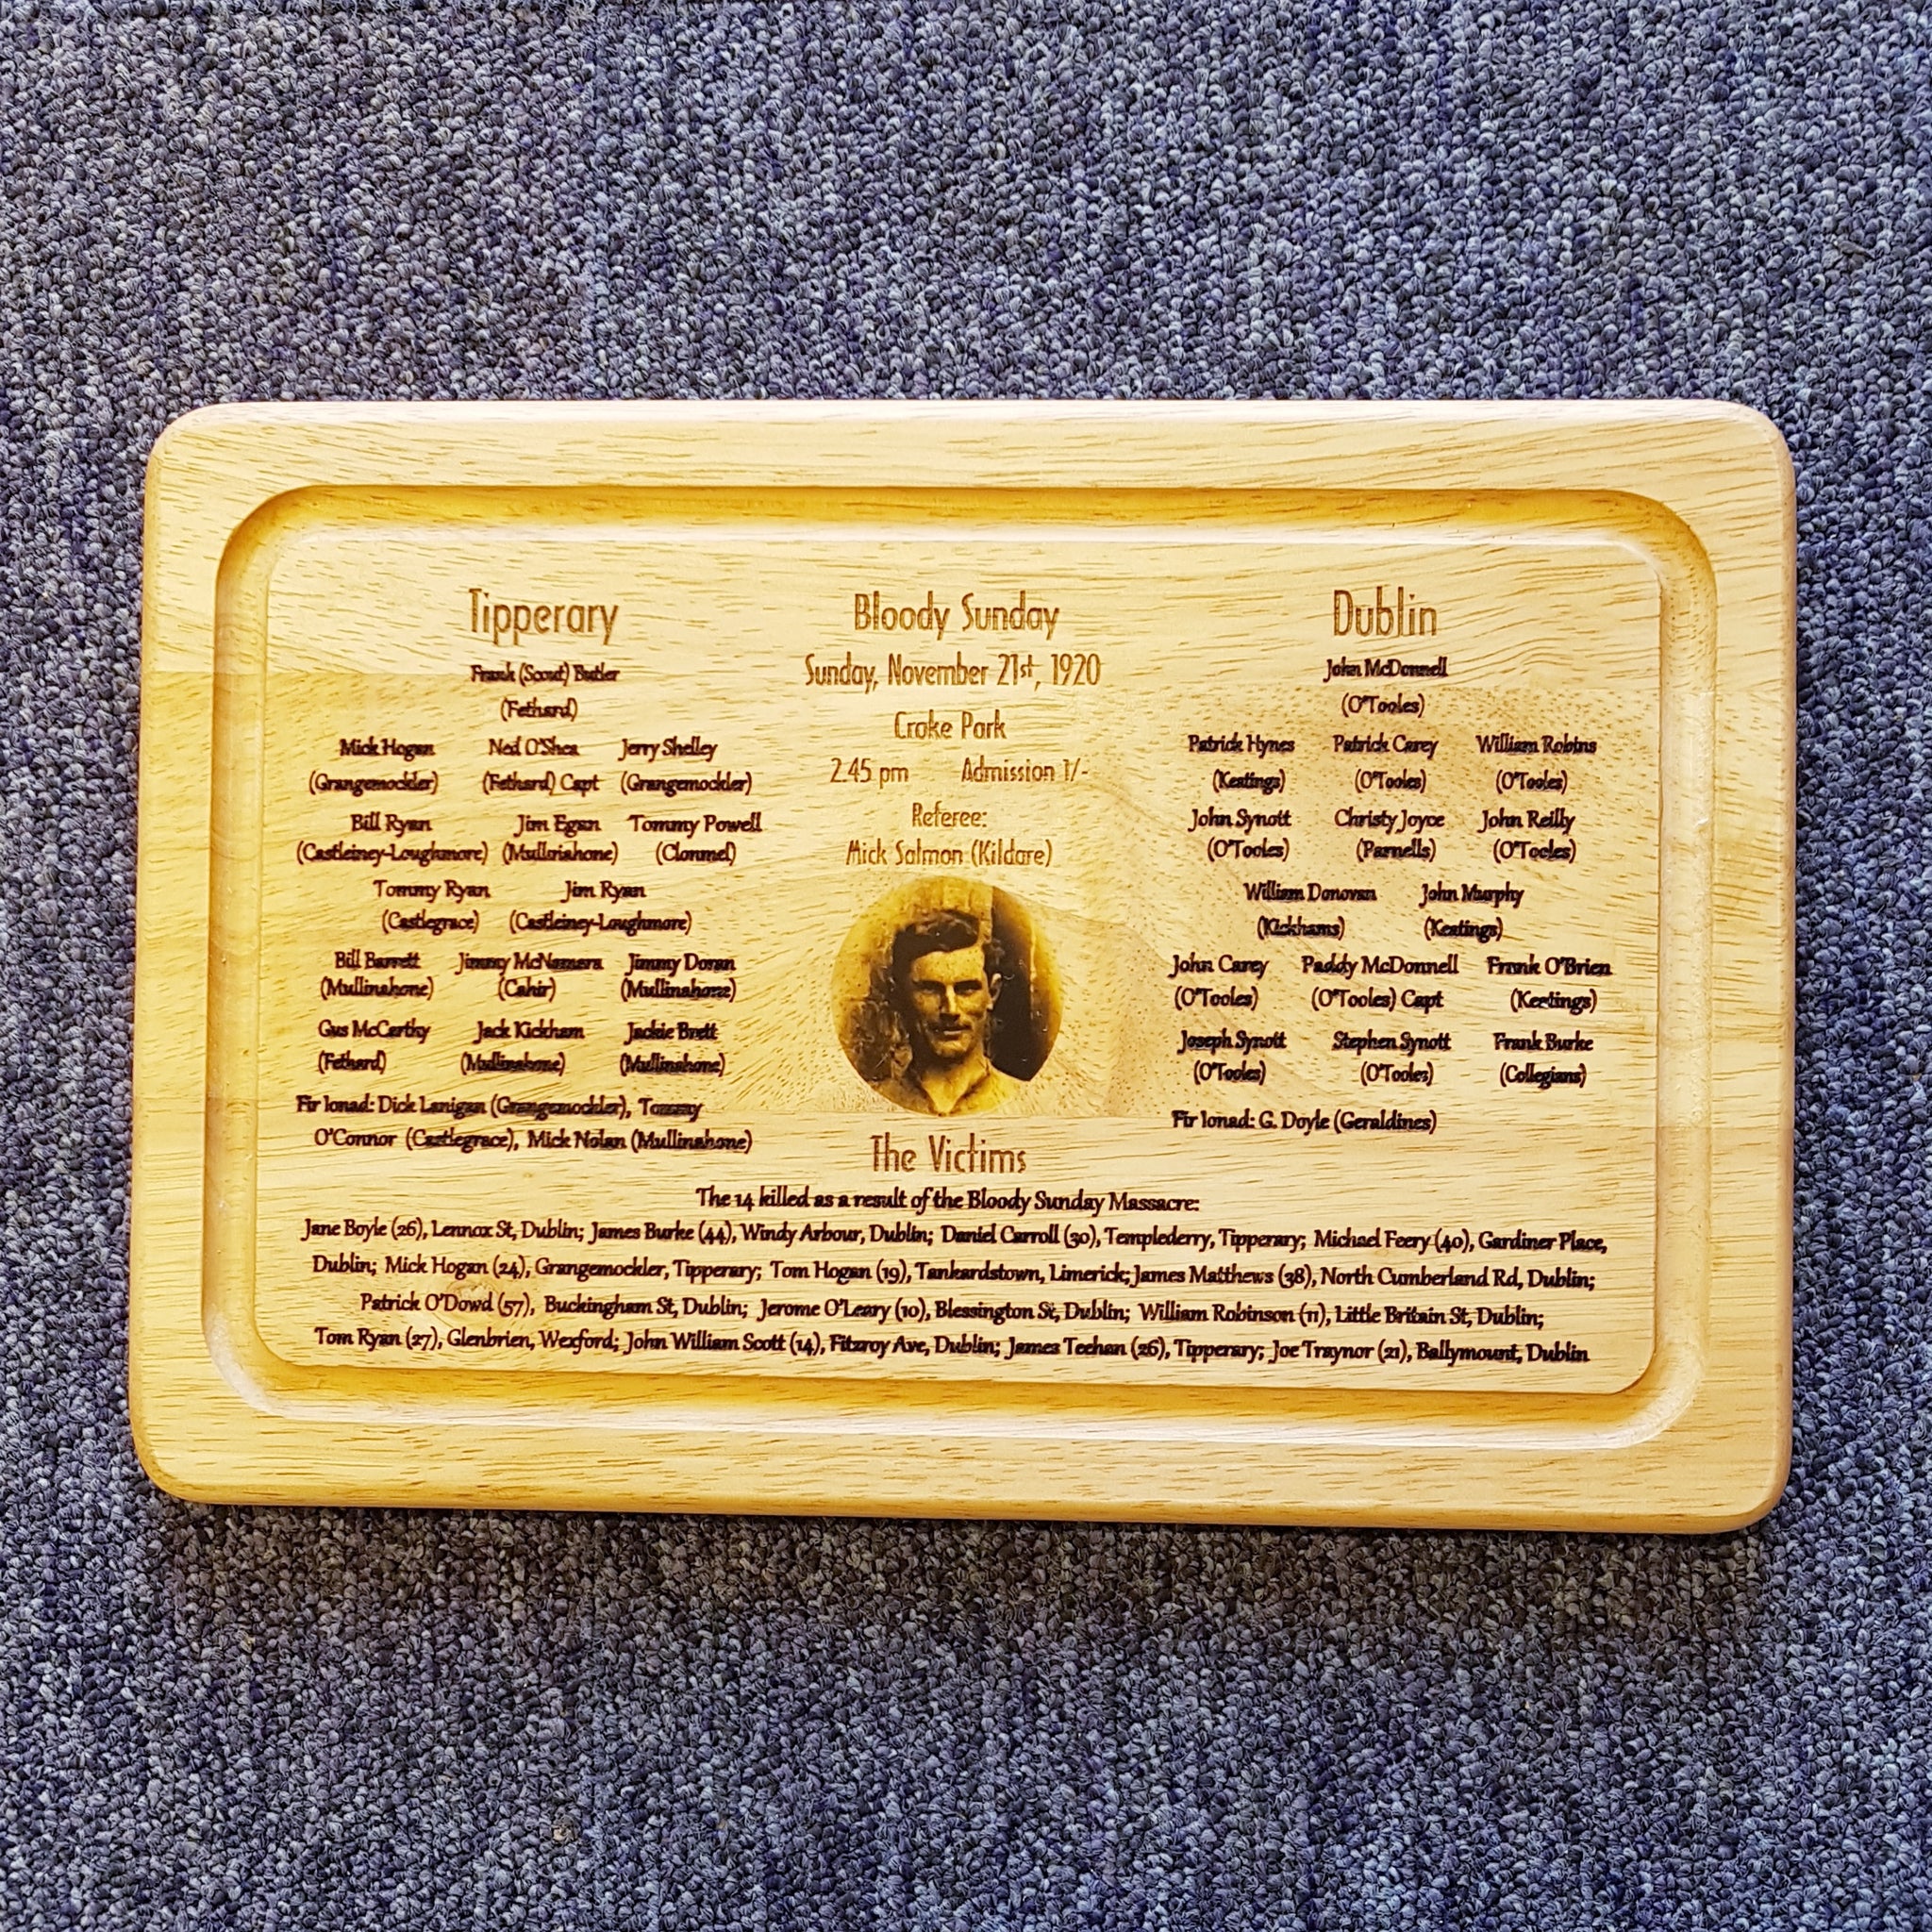 Tipperary
Frank (Scout) Butler
(Fethard)
Mick Hogan Ned O'Shea Jerry Shelley
(Grangemockler) (Fethard) Capt (Grangemockler)
Bill Ryan Jim Egan Tommy Powell
(Castleiney-Loughmore) (Mullinahone) (Clonmel)
Tommy Ryan Jim Ryan
(Castlegrace) (Castleiney-Loughmore)
Bill Barrett Jimmy McNamara Jimmy Doran
(Mullinahone) (Cahir) (Mullinahone)
Gus McCarthy Jack Kickham Jackie Brett
(Fethard) (Mullinahone) (Mullinahone)
Fir Ionad: Dick Lanigan (Grangemockler), Tommy
O'Connor (Castlegrace), Mick Nolan (Mullinahone)
Bloody Sunday
Sunday, November 21st, 1920
Croke Park
2.45 pm Admission 1/-
Referee:
Mick Salmon (Kildare)
Dublin
John McDonnell
(O'Tooles)
Patrick Hynes Patrick Carey William Robins
(Keatings) (O'Tooles) (O'Tooles)
John Synott Christy Joyce John Reilly
(O'Tooles) (Parnells) (O'Tooles)
William Donovan John Murphy
(Kickhams) (Keatings)
John Carey Paddy McDonnell Frank O'Brien
(O'Tooles) (O'Tooles) Capt (Keatings)
Joseph Synott Stephen Synott Frank Burke
(O'Tooles) (O'Tooles) (Collegians)
Fir Ionad: G. Doyle (Geraldines)
The Victims
The 14 killed as a result of the Bloody Sunday Massacre:
Jane Boyle (26), Lennox St, Dublin; James Burke (44), Windy Arbour, Dublin; Daniel Carroll (30), Templederry, Tipperary; Michael Feery (40), Gardiner Place,
Dublin; Mick Hogan (24), Grangemockler, Tipperary; Tom Hogan (19), Tankardstown, Limerick; James Matthews (38), North Cumberland Rd, Dublin;
Patrick O'Dowd (57), Buckingham St, Dublin; Jerome O'Leary (10), Blessington St, Dublin; William Robinson (11), Little Britain St, Dublin;
Tom Ryan (27), Glenbrien, Wexford; John William Scott (14), Fitzroy Ave, Dublin; James Teehan (26), Tipperary; Joe Traynor (21), Ballymount, Dublin